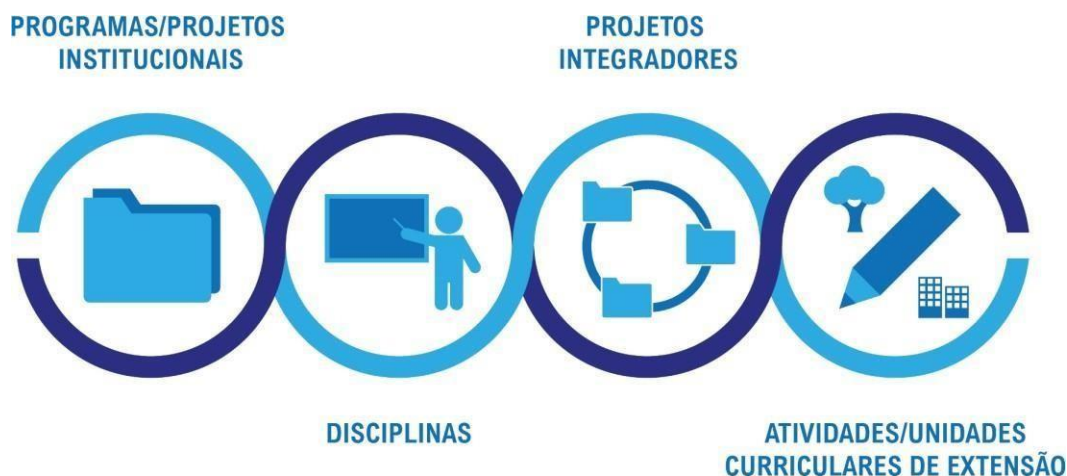 PROGRAMAS/PROJETOS
INSTITUCIONAIS
PROJETOS
INTEGRADORES
DISCIPLINAS
ATIVIDADES/UNIDADES
CURRICULARES DE EXTENSÃO